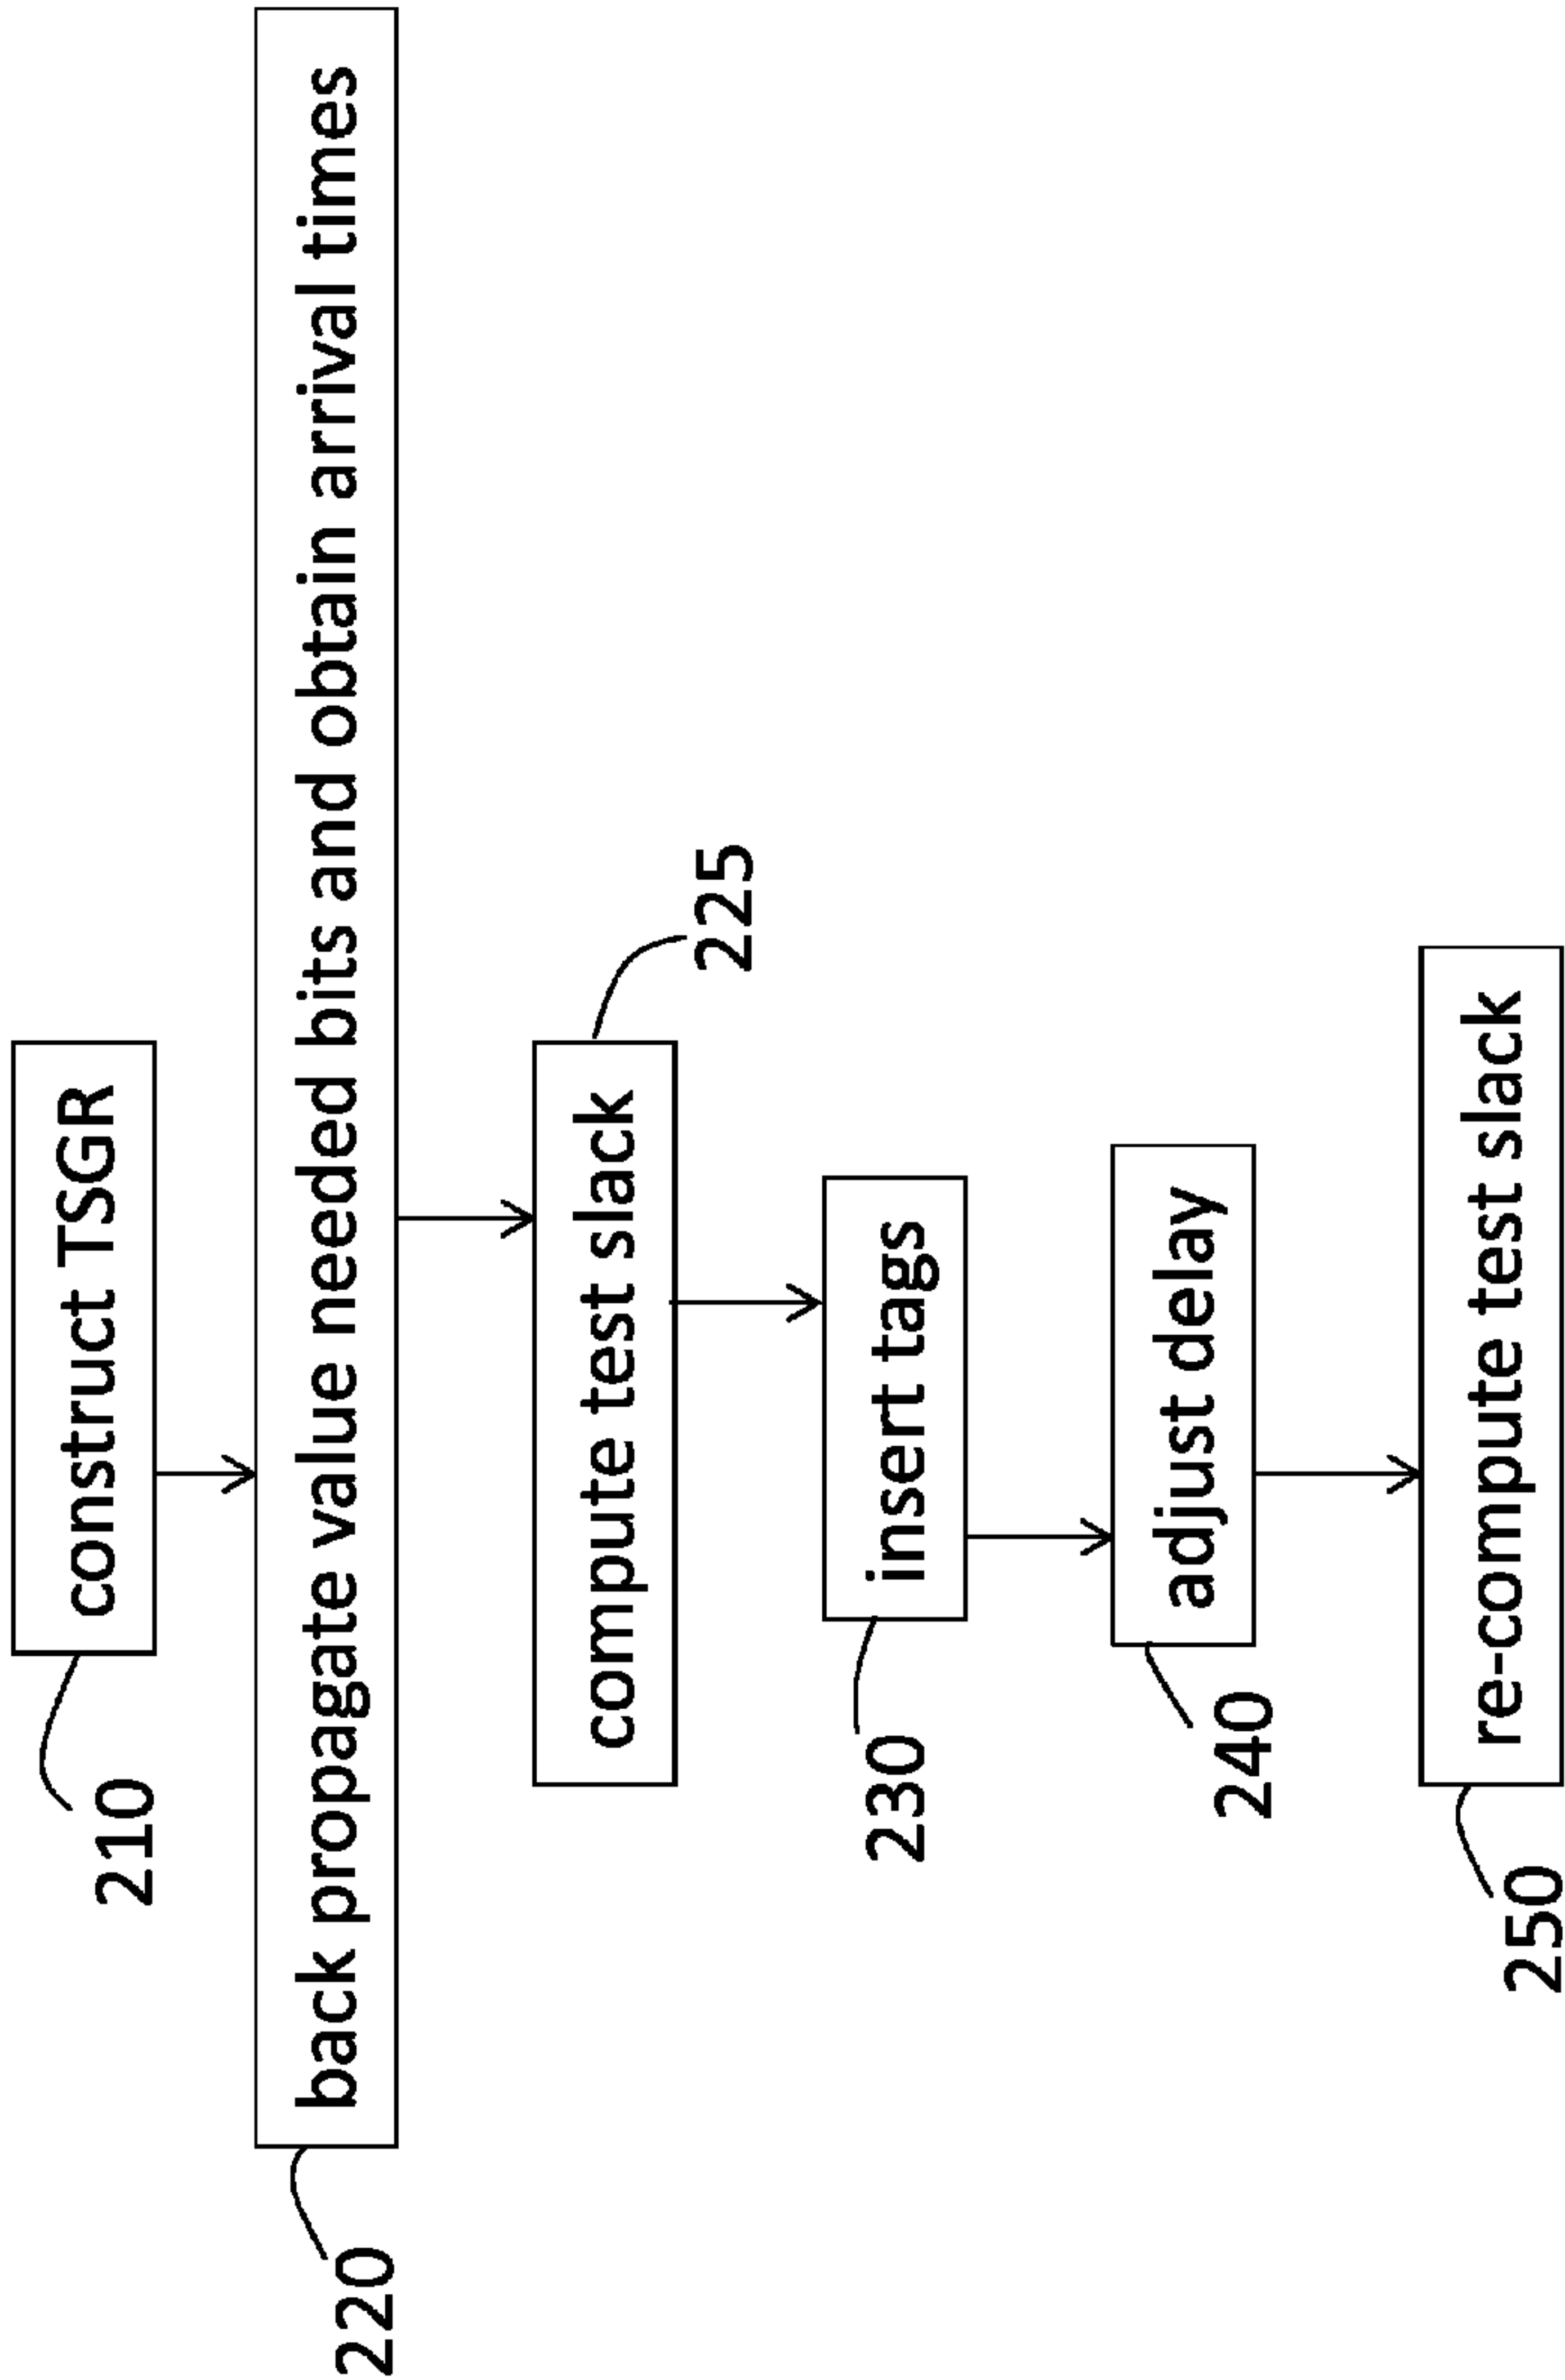 construct TSGR
210
back propagate value needed bits and obtain arrival times
220
compute test slack
225
insert tags
230
adjust delay
240
re-compute test slack
250